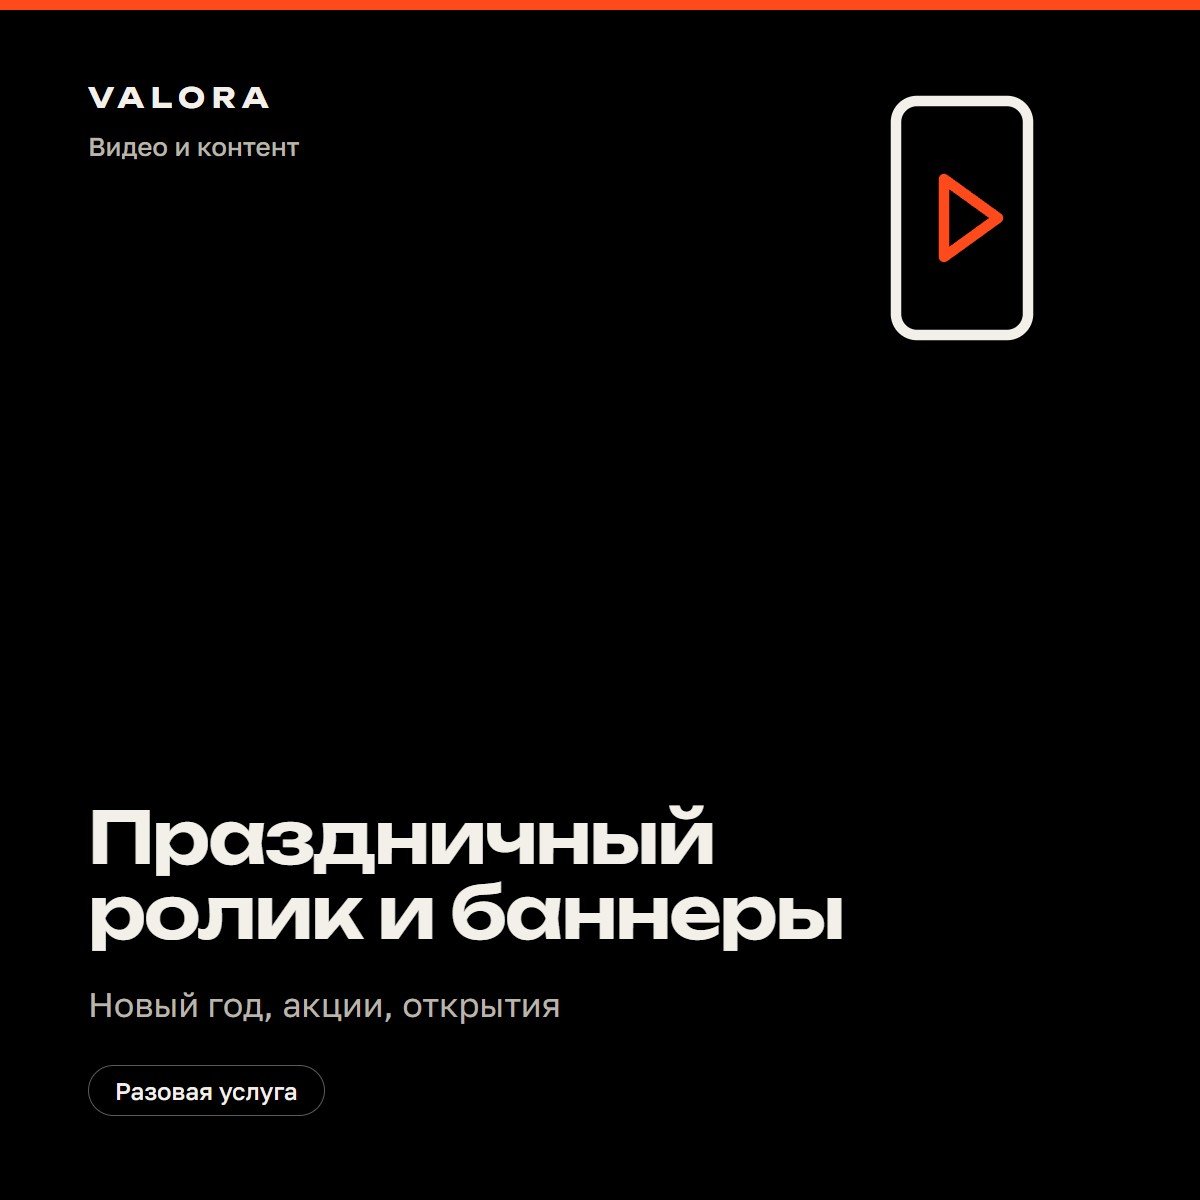 VALORA
Видео и контент
Праздничный
ролик и баннеры
Новый год, акции, открытия
Разовая услуга